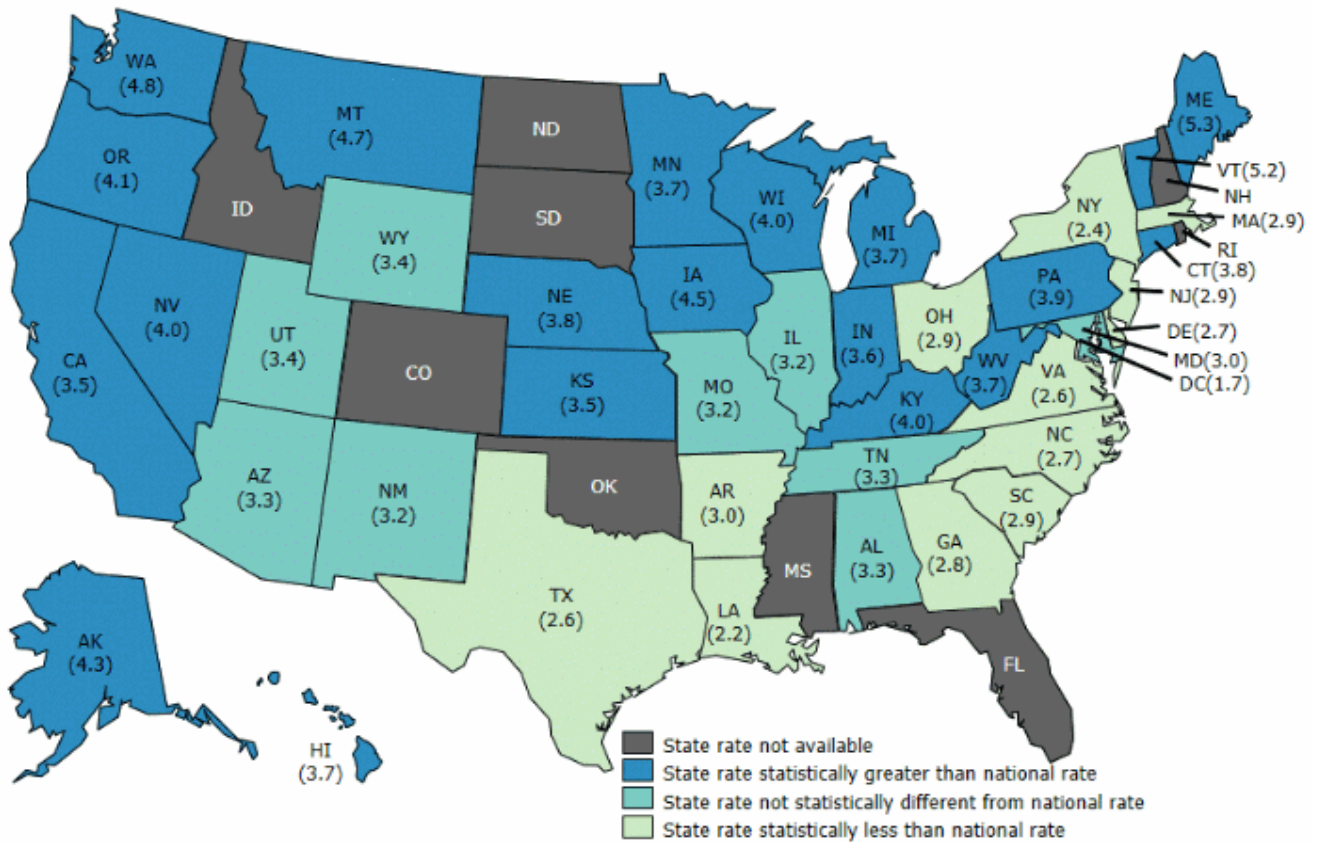 WA
(4.8)
MT
(4.7)
ND
MN
(3.7)
ME
(5.3)
OR
(4.1)
ID
SD
WI
(4.0)
MI
(3.7)
NY
(2.4)
VT(5.2)
NH
MA(2.9)
RI
CT(3.8)
NJ(2.9)
DE(2.7)
MD(3.0)
DC(1.7)
WY
(3.4)
IA
(4.5)
NE
(3.8)
PA
(3.9)
NV
(4.0)
UT
(3.4)
CO
IL
(3.2)
IN
(3.6)
OH
(2.9)
CA
(3.5)
KS
(3.5)
MO
(3.2)
WV
(3.7)
VA
(2.6)
KY
(4.0)
NC
(2.7)
TN
(3.3)
AZ
(3.3)
NM
(3.2)
OK
AR
(3.0)
SC
(2.9)
MS
AL
(3.3)
GA
(2.8)
TX
(2.6)
LA
(2.2)
FL
AK
(4.3)
HI
(3.7)
State rate not available
State rate statistically greater than national rate
State rate not statistically different from national rate
State rate statistically less than national rate